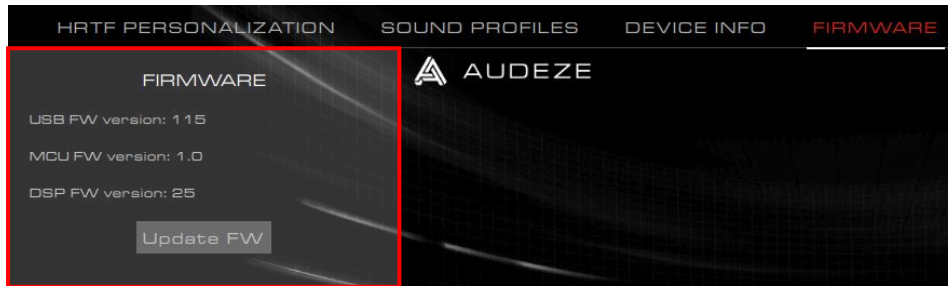 HRTF PERSONALIZATION SOUND PROFILES DEVICE INFO FIRMWARE
FIRMWARE
USB FW version: 115
MCU FW version: 1.0
DSP FW version: 25
Update FW
AUDEZE